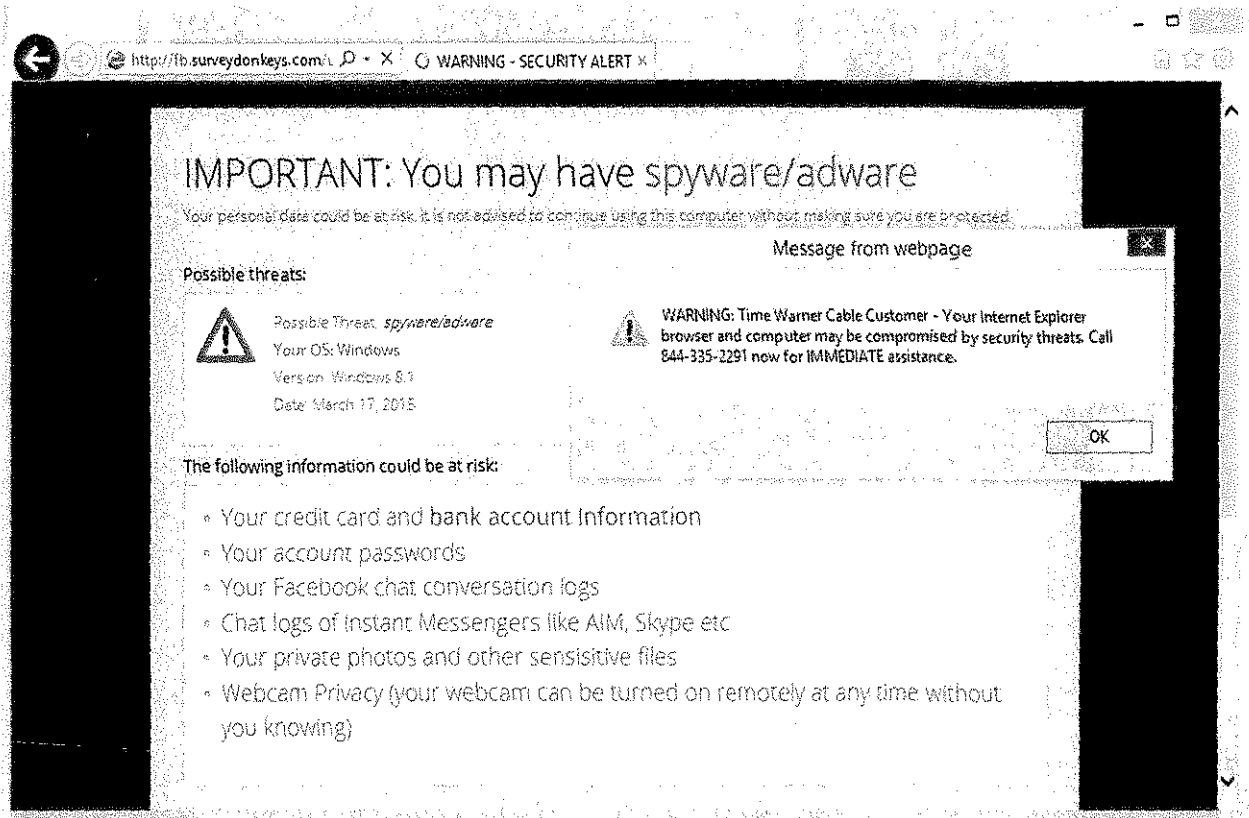 http://fb.surveydonkeys.com/
WARNING - SECURITY ALERT ×
IMPORTANT: You may have spyware/adware
Your personal data could be at risk. It is not advised to continue using this computer without making sure you are protected.
Message from webpage
WARNING: Time Warner Cable Customer - Your Internet Explorer
browser and computer may be compromised by security threats. Call
844-335-2291 now for IMMEDIATE assistance.
OK
Possible threats:
Possible Threat: spyware/adware
Your OS: Windows
Version: Windows 8.1
Date: March 17, 2015
The following information could be at risk:
• Your credit card and bank account Information
• Your account passwords
• Your Facebook chat conversation logs
• Chat logs of Instant Messengers like AIM, Skype etc
• Your private photos and other sensisitive files
• Webcam Privacy (your webcam can be turned on remotely at any time without
you knowing)